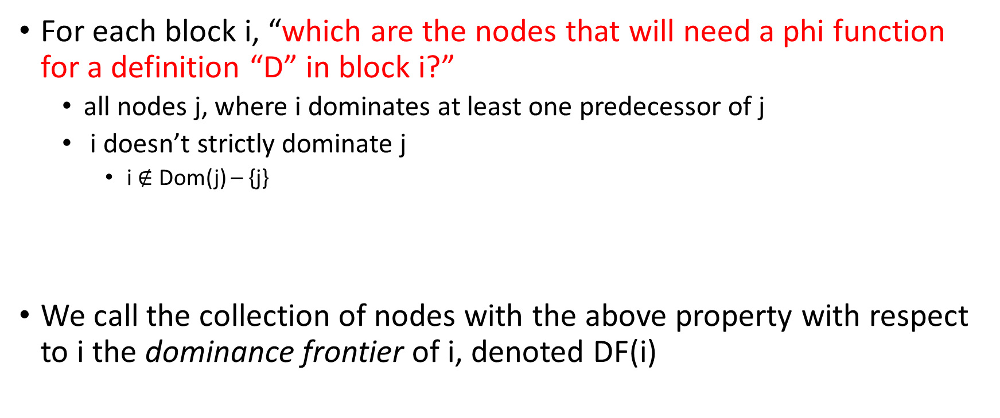 • For each block i, “which are the nodes that will need a phi function
for a definition “D” in block i?”
• all nodes j, where i dominates at least one predecessor of j
• i doesn’t strictly dominate j
• i ∉ Dom(j) – {j}
• We call the collection of nodes with the above property with respect
to i the dominance frontier of i, denoted DF(i)